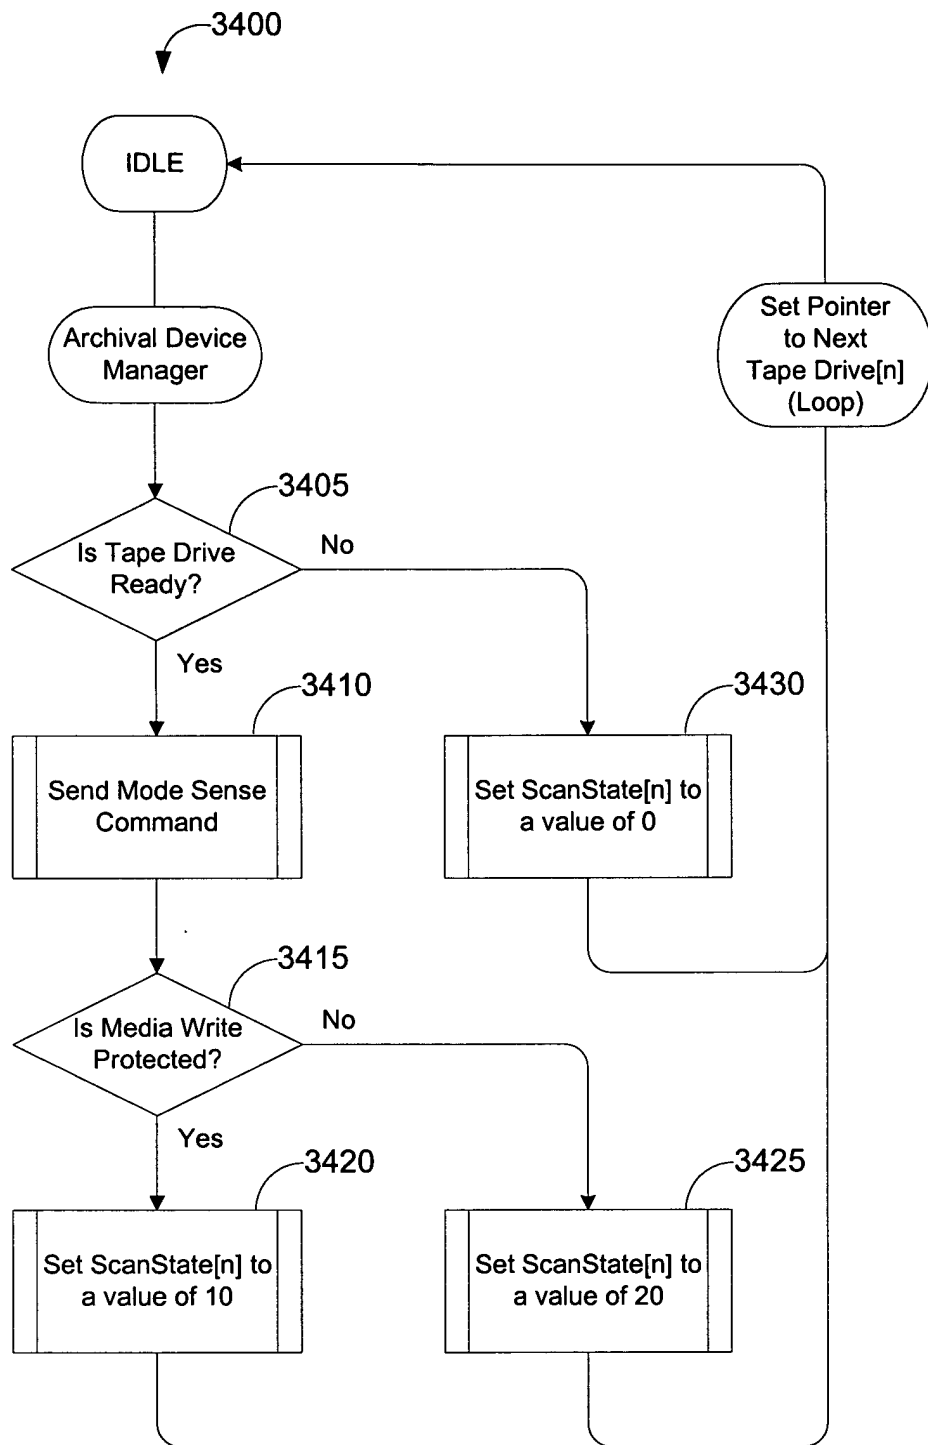 3400
IDLE
Archival Device
Manager
Set Pointer
to Next
Tape Drive[n]
(Loop)
3405
Is Tape Drive
Ready?
No
Yes
3410
Send Mode Sense
Command
3430
Set ScanState[n] to
a value of 0
3415
Is Media Write
Protected?
No
Yes
3420
Set ScanState[n] to
a value of 10
3425
Set ScanState[n] to
a value of 20